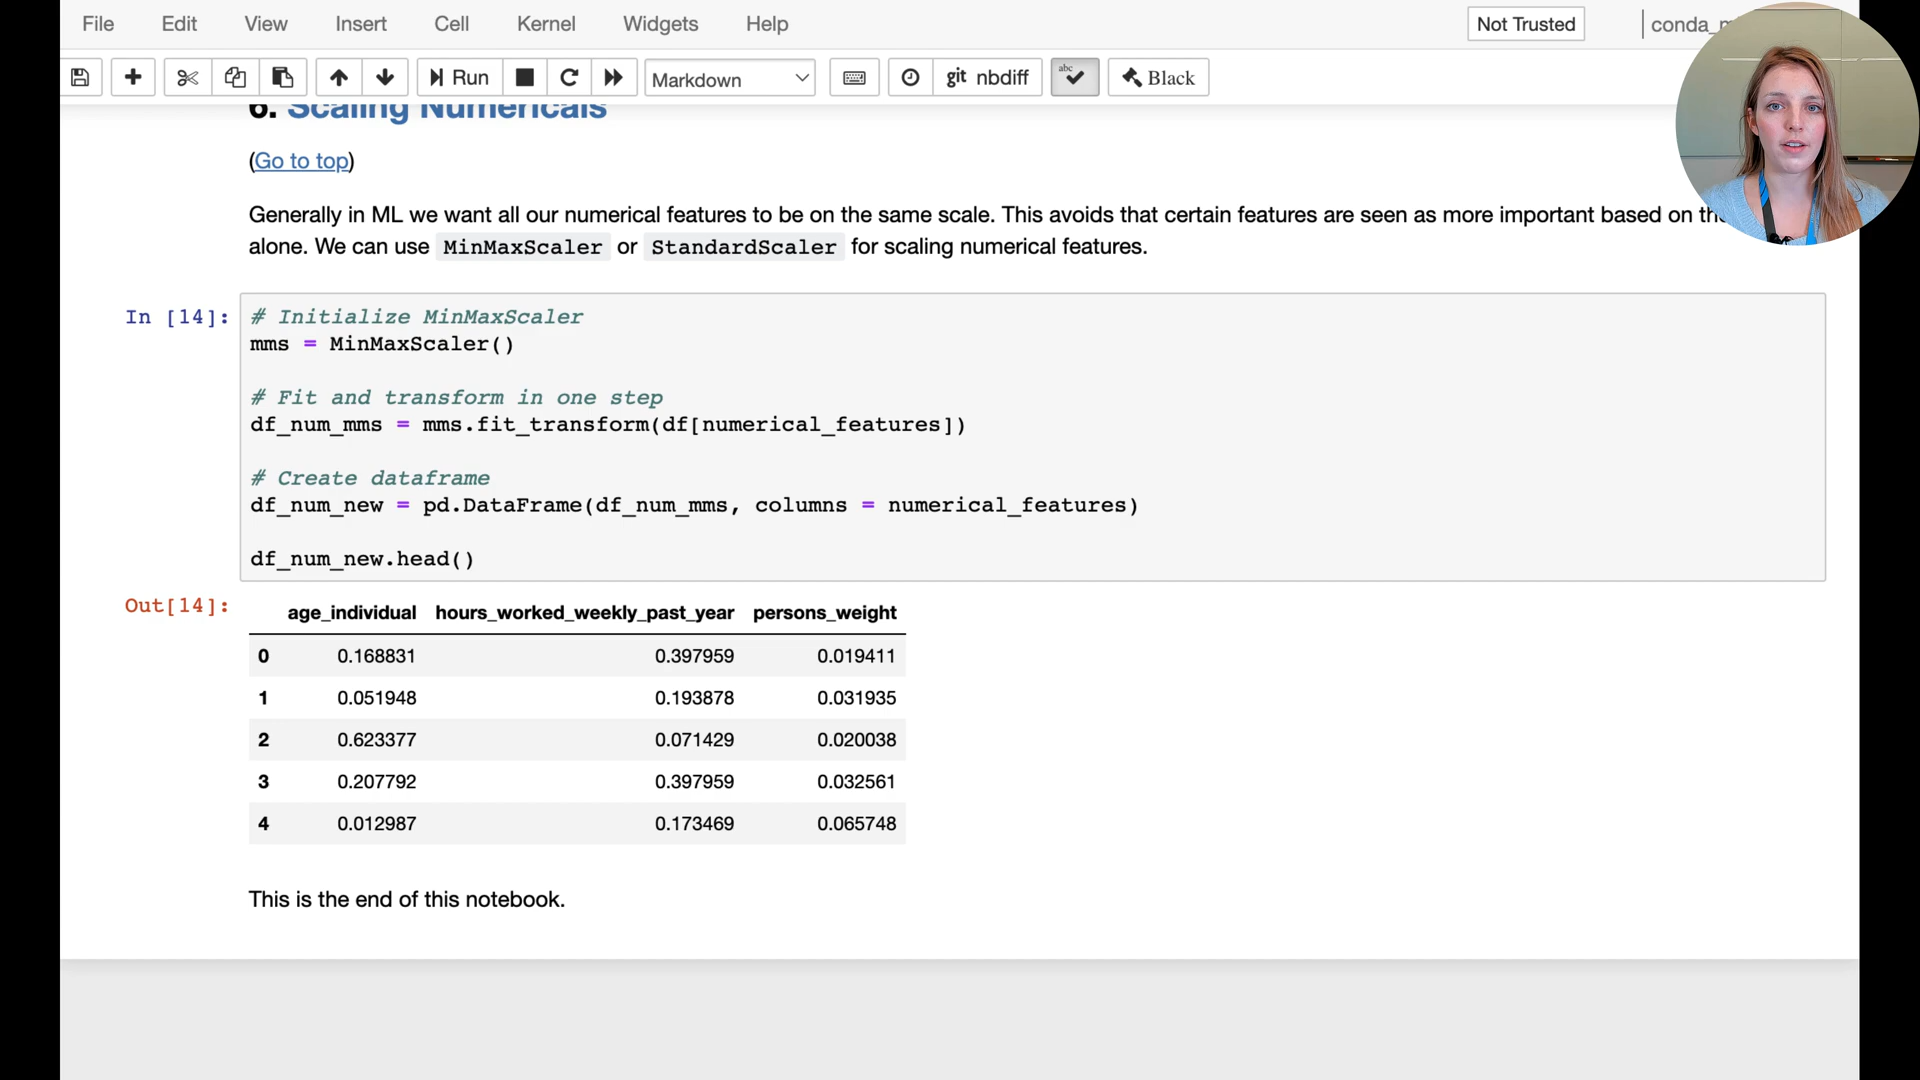 File Edit View Insert Cell Kernel Widgets Help Not Trusted conda_
Run Markdown git nbdiff abc Black
6. Scaling Numericals
(Go to top)
Generally in ML we want all our numerical features to be on the same scale. This avoids that certain features are seen as more important based on
alone. We can use MinMaxScaler or StandardScaler for scaling numerical features.
In [14]:
# Initialize MinMaxScaler
mms = MinMaxScaler()
# Fit and transform in one step
df_num_mms = mms.fit_transform(df[numerical_features])
# Create dataframe
df_num_new = pd.DataFrame(df_num_mms, columns = numerical_features)
df_num_new.head()
Out[14]:
age_individual hours_worked_weekly_past_year persons_weight
0 0.168831 0.397959 0.019411
1 0.051948 0.193878 0.031935
2 0.623377 0.071429 0.020038
3 0.207792 0.397959 0.032561
4 0.012987 0.173469 0.065748
This is the end of this notebook.